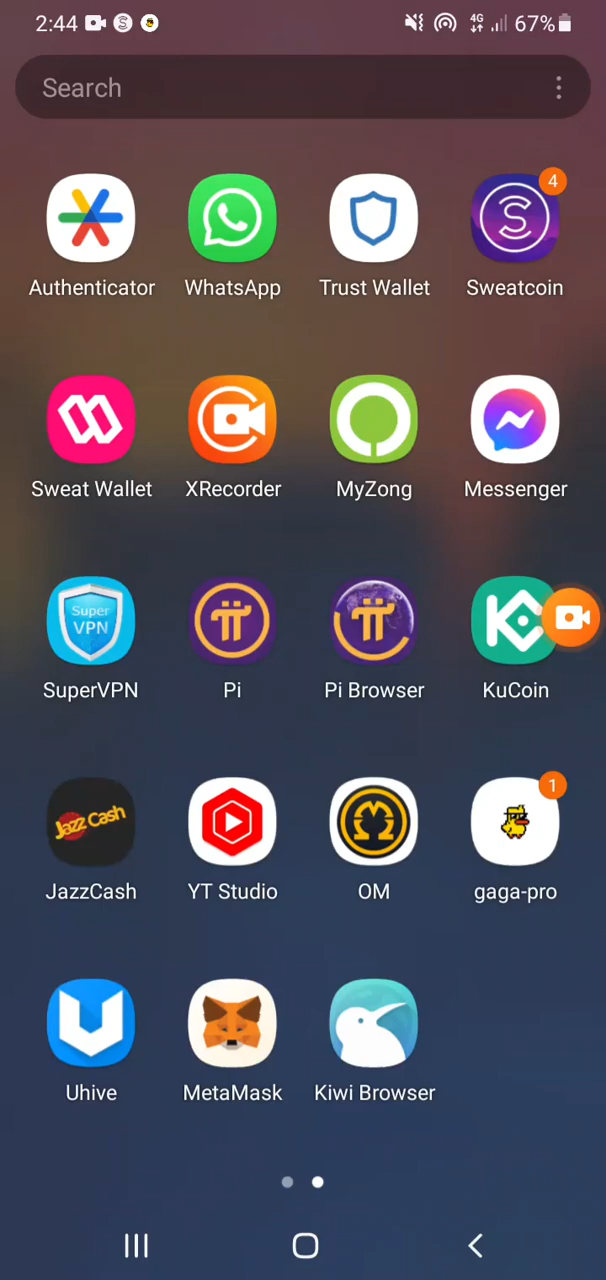 2:44 4G 67%
Search
4
Authenticator WhatsApp Trust Wallet Sweatcoin
Sweat Wallet XRecorder MyZong Messenger
Super
VPN
SuperVPN Pi Pi Browser KuCoin
1
Jazz Cash
JazzCash YT Studio OM gaga-pro
Uhive MetaMask Kiwi Browser